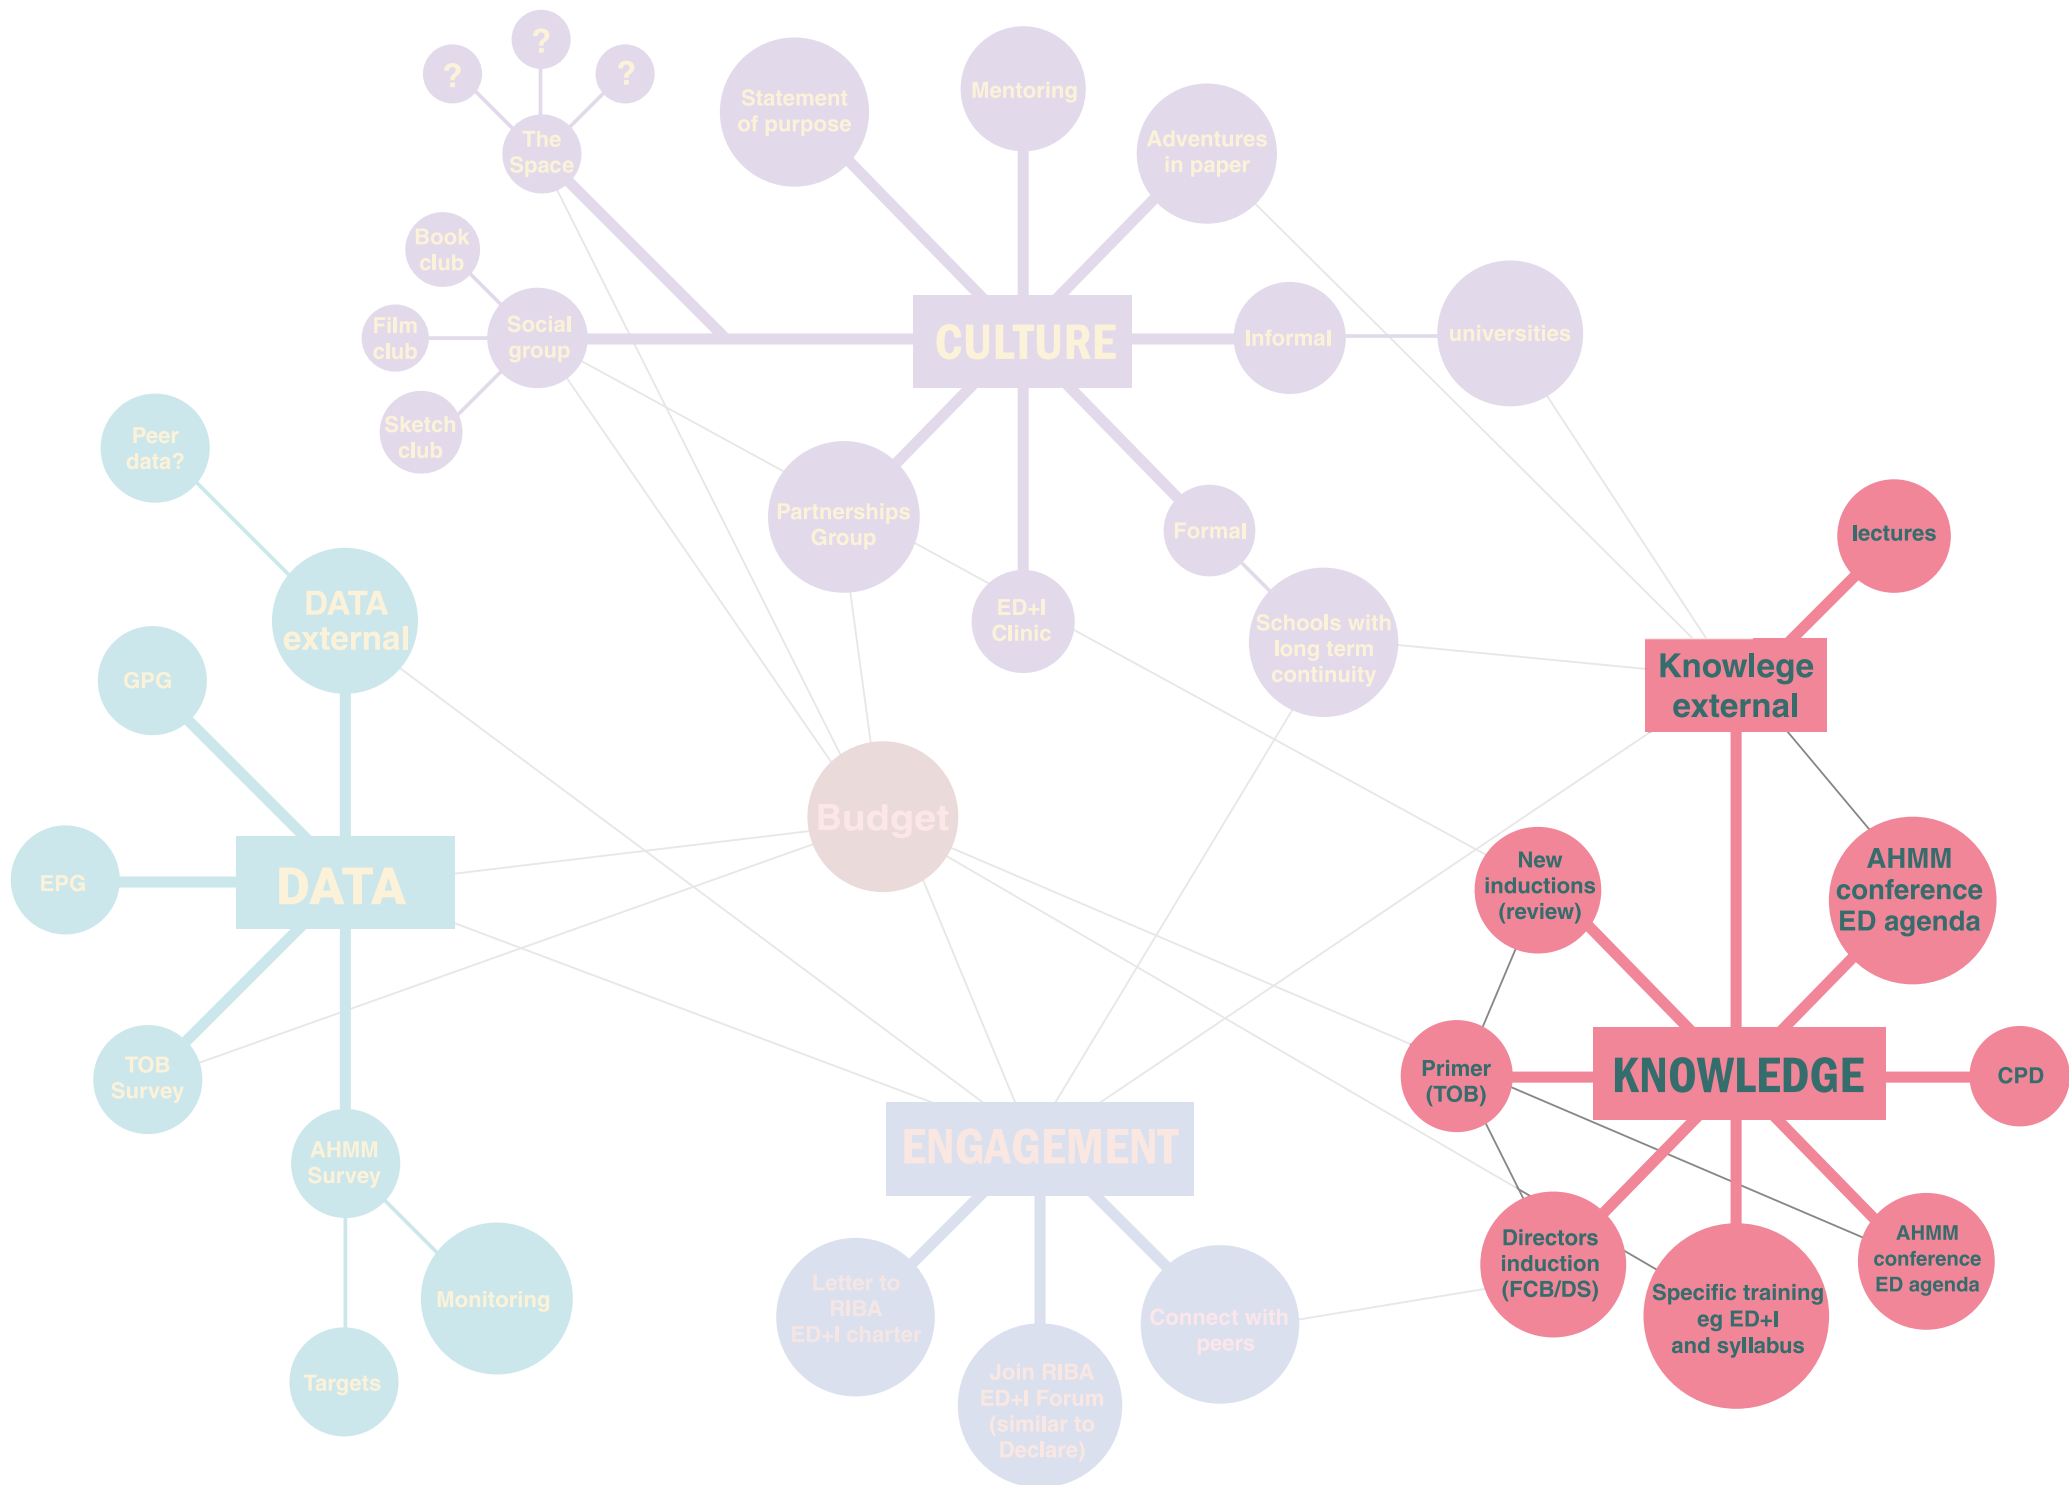 ?
?
?
The
Space
Statement
of purpose
Mentoring
Adventures
in paper
Book
club
Film
club
Social
group
Sketch
club
CULTURE
Informal
universities
Partnerships
Group
ED+I
Clinic
Formal
Schools with
long term
continuity
Peer
data?
DATA
external
GPG
EPG
DATA
TOB
Survey
AHMM
Survey
Monitoring
Targets
Budget
ENGAGEMENT
Letter to
RIBA
ED+I charter
Join RIBA
ED+I Forum
(similar to
Declare)
Connect with
peers
lectures
Knowlege
external
New
inductions
(review)
AHMM
conference
ED agenda
Primer
(TOB)
KNOWLEDGE
CPD
Directors
induction
(FCB/DS)
Specific training
eg ED+I
and syllabus
AHMM
conference
ED agenda